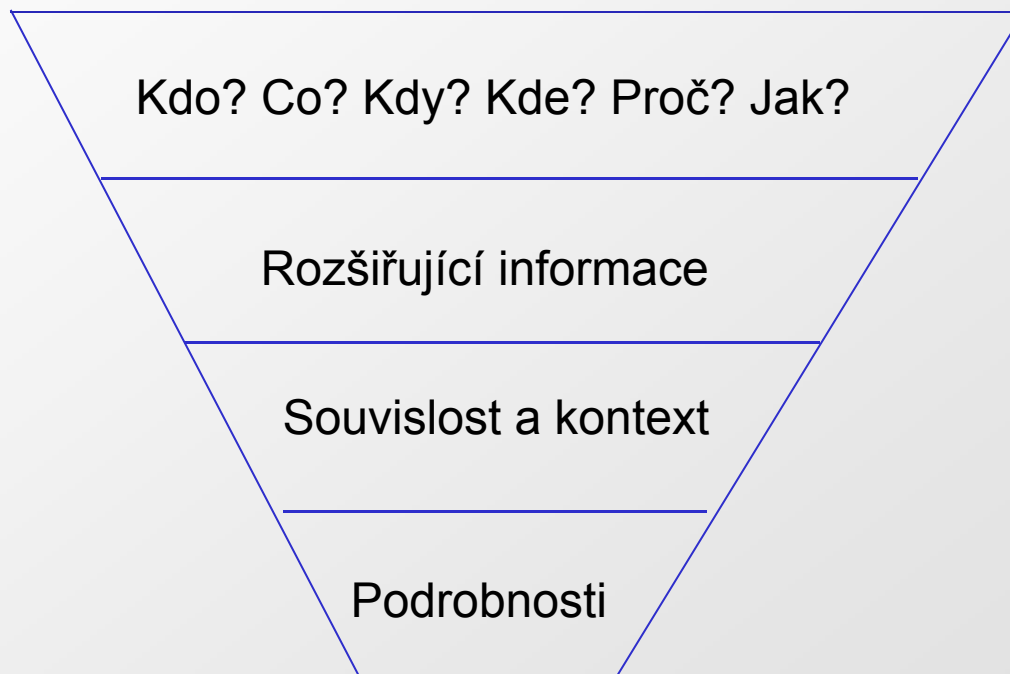 Kdo? Co? Kdy? Kde? Proč? Jak?
Rozšiřující informace
Souvislost a kontext
Podrobnosti